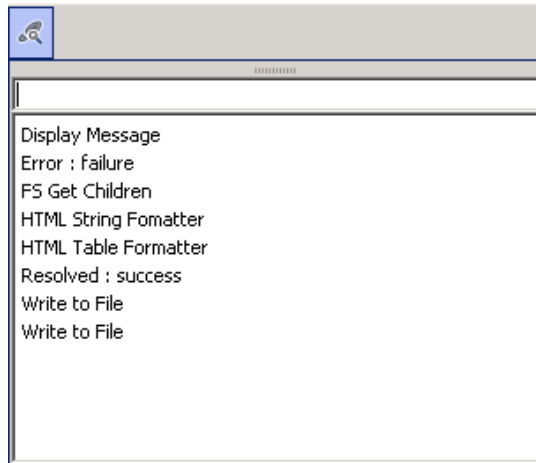 Display Message
Error : failure
FS Get Children
HTML String Fomatter
HTML Table Formatter
Resolved : success
Write to File
Write to File